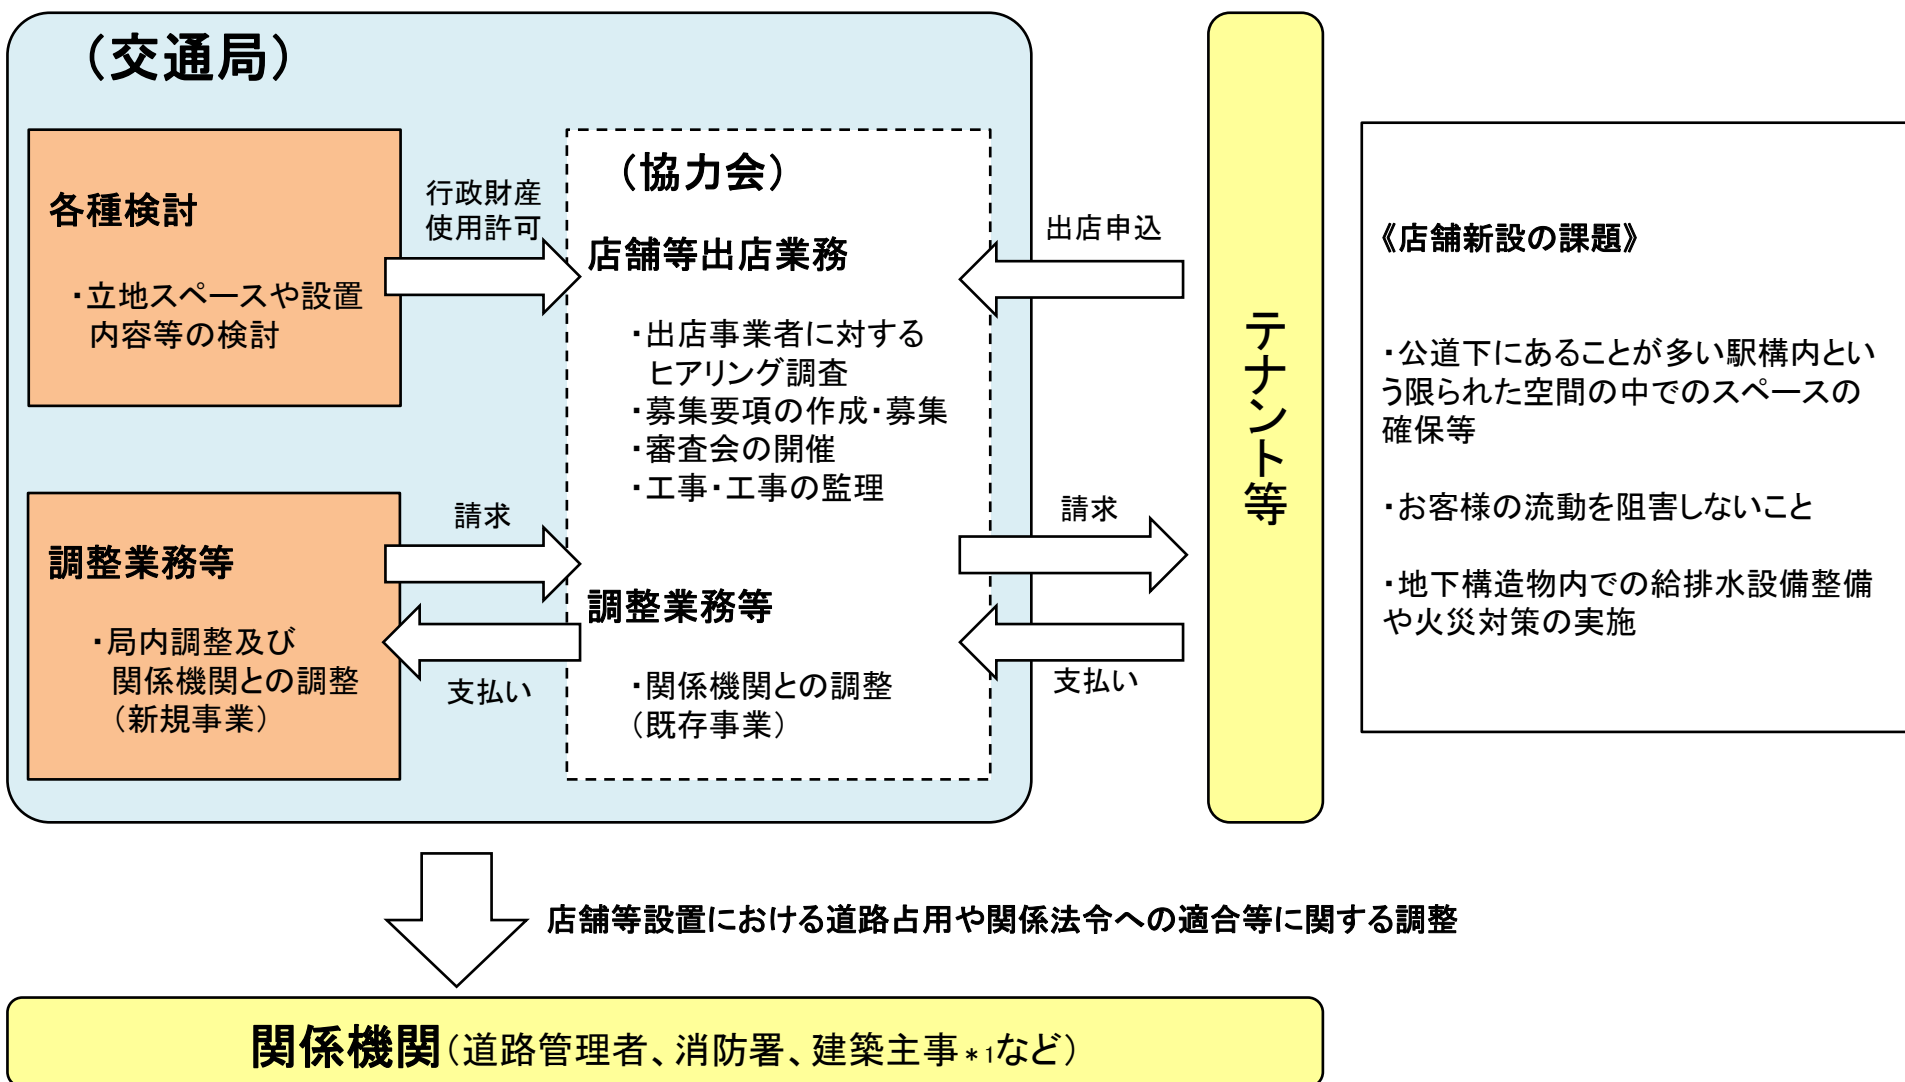 （交通局）
各種検討
・立地スペースや設置
内容等の検討
行政財産
使用許可
（協力会）
店舗等出店業務
・出店事業者に対する
ヒアリング調査
・募集要項の作成・募集
・審査会の開催
・工事・工事の監理
出店申込
調整業務等
・局内調整及び
関係機関との調整
（新規事業）
請求
支払い
調整業務等
・関係機関との調整
（既存事業）
請求
支払い
テナント等
《店舗新設の課題》
・公道下にあることが多い駅構内とい
う限られた空間の中でのスペースの
確保等
・お客様の流動を阻害しないこと
・地下構造物内での給排水設備整備
や火災対策の実施
店舗等設置における道路占用や関係法令への適合等に関する調整
関係機関（道路管理者、消防署、建築主事＊1など）